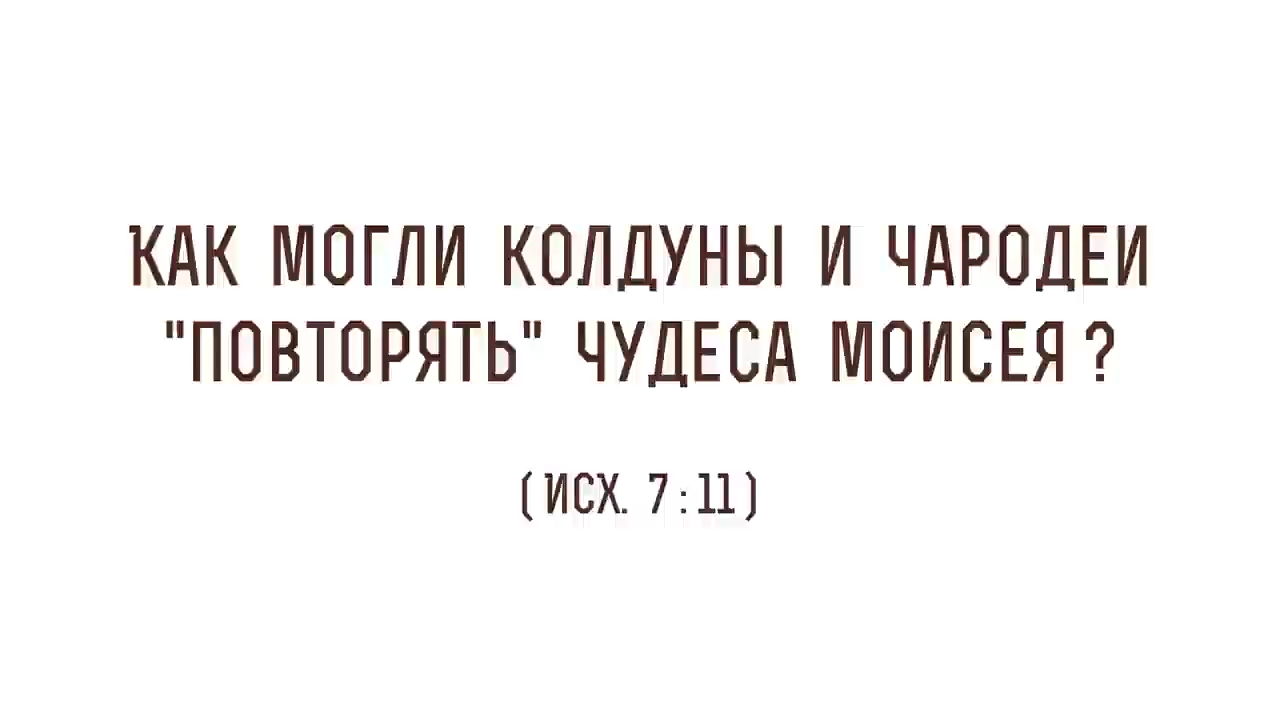 КАК МОГЛИ КОЛДУНЫ И ЧАРОДЕИ
"ПОВТОРЯТЬ" ЧУДЕСА МОИСЕЯ?
(ИСХ. 7:11)